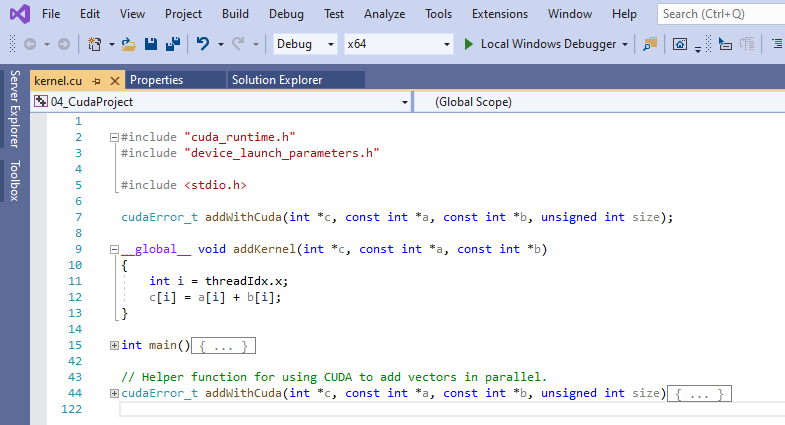 File Edit View Project Build Debug Test Analyze Tools Extensions Window Help Search (Ctrl+Q)
Debug x64 Local Windows Debugger
Server Explorer
Toolbox
kernel.cu Properties Solution Explorer
04_CudaProject (Global Scope)
1
2 #include "cuda_runtime.h"
3 #include "device_launch_parameters.h"
4
5 #include <stdio.h>
6
7 cudaError_t addWithCuda(int *c, const int *a, const int *b, unsigned int size);
8
9 __global__ void addKernel(int *c, const int *a, const int *b)
10 {
11 int i = threadIdx.x;
12 c[i] = a[i] + b[i];
13 }
14
15 int main() { ... }
42
43 // Helper function for using CUDA to add vectors in parallel.
44 cudaError_t addWithCuda(int *c, const int *a, const int *b, unsigned int size) { ... }
122